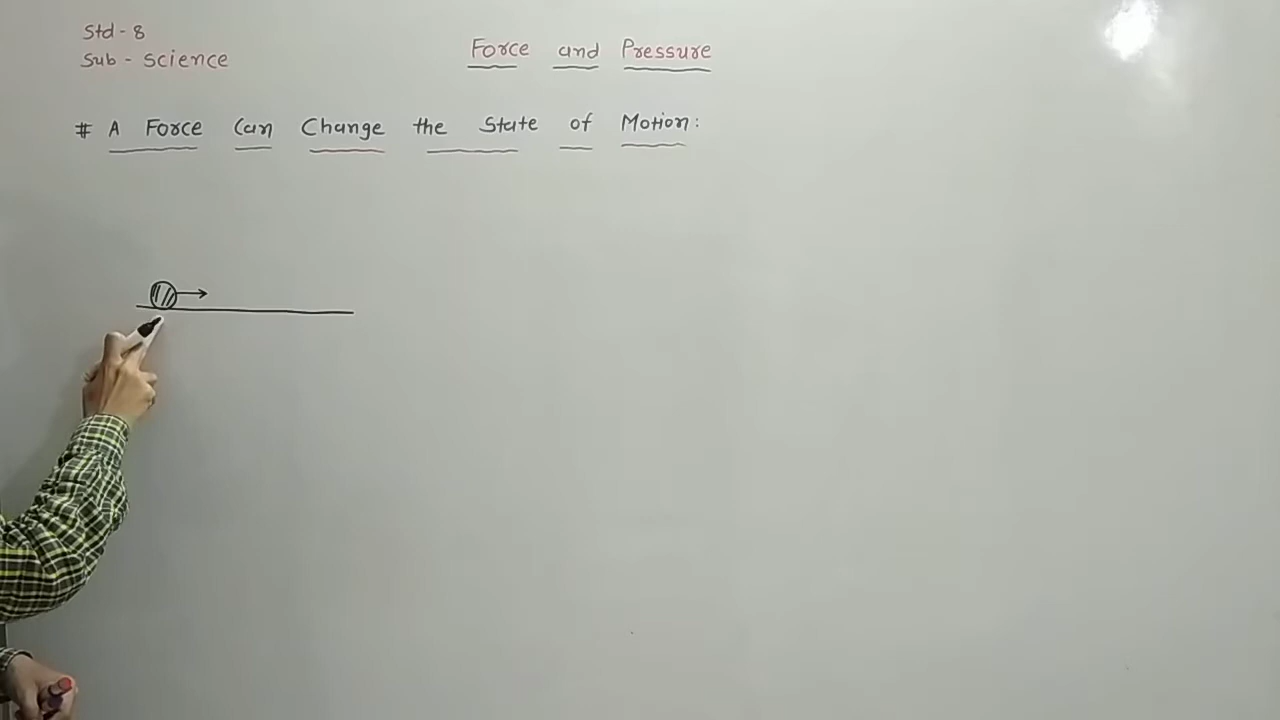 Std - 8
Sub - Science
Force and Pressure
# A Force Can Change the State of Motion: